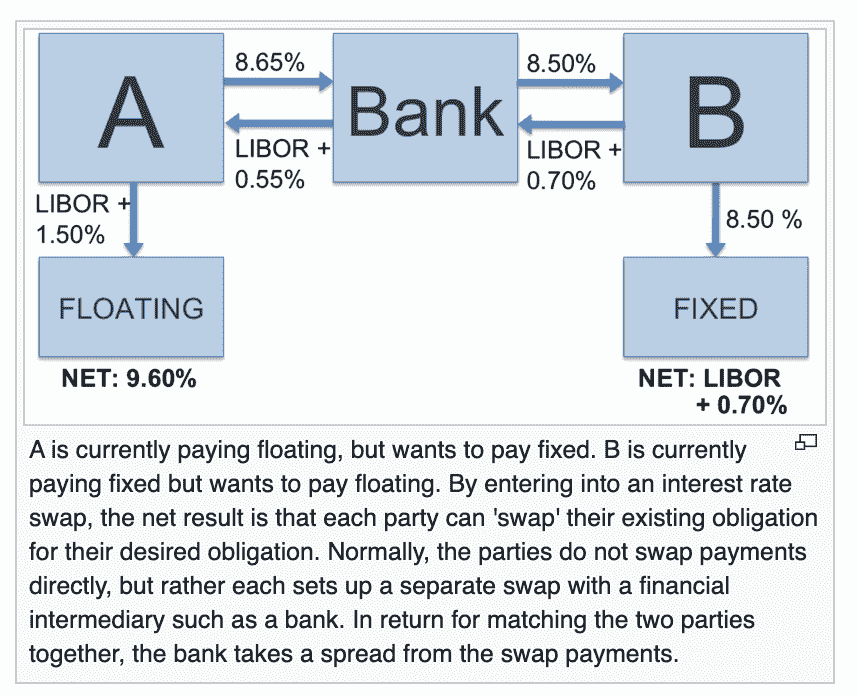 8.65%
8.50%
A
Bank
B
LIBOR +
0.55%
LIBOR +
0.70%
LIBOR +
1.50%
8.50 %
FLOATING
FIXED
NET: 9.60%
NET: LIBOR
+ 0.70%
A is currently paying floating, but wants to pay fixed. B is currently
paying fixed but wants to pay floating. By entering into an interest rate
swap, the net result is that each party can 'swap' their existing obligation
for their desired obligation. Normally, the parties do not swap payments
directly, but rather each sets up a separate swap with a financial
intermediary such as a bank. In return for matching the two parties
together, the bank takes a spread from the swap payments.